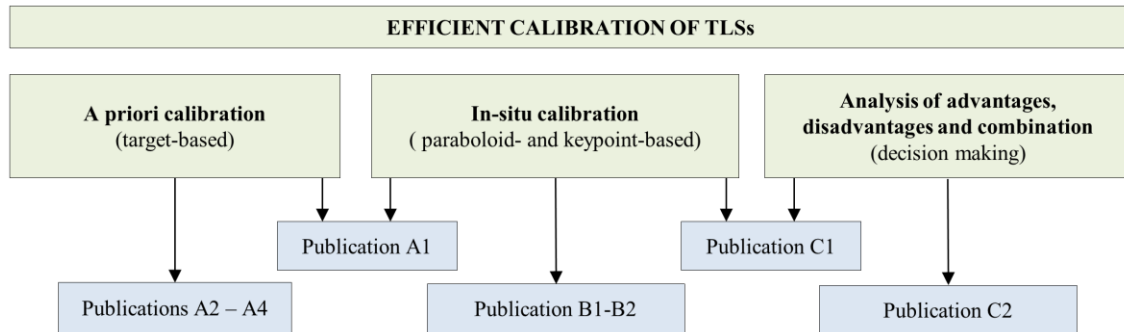 EFFICIENT CALIBRATION OF TLSs
A priori calibration
(target-based)
In-situ calibration
( paraboloid- and keypoint-based)
Analysis of advantages,
disadvantages and combination
(decision making)
Publication A1
Publication C1
Publications A2 – A4
Publication B1-B2
Publication C2